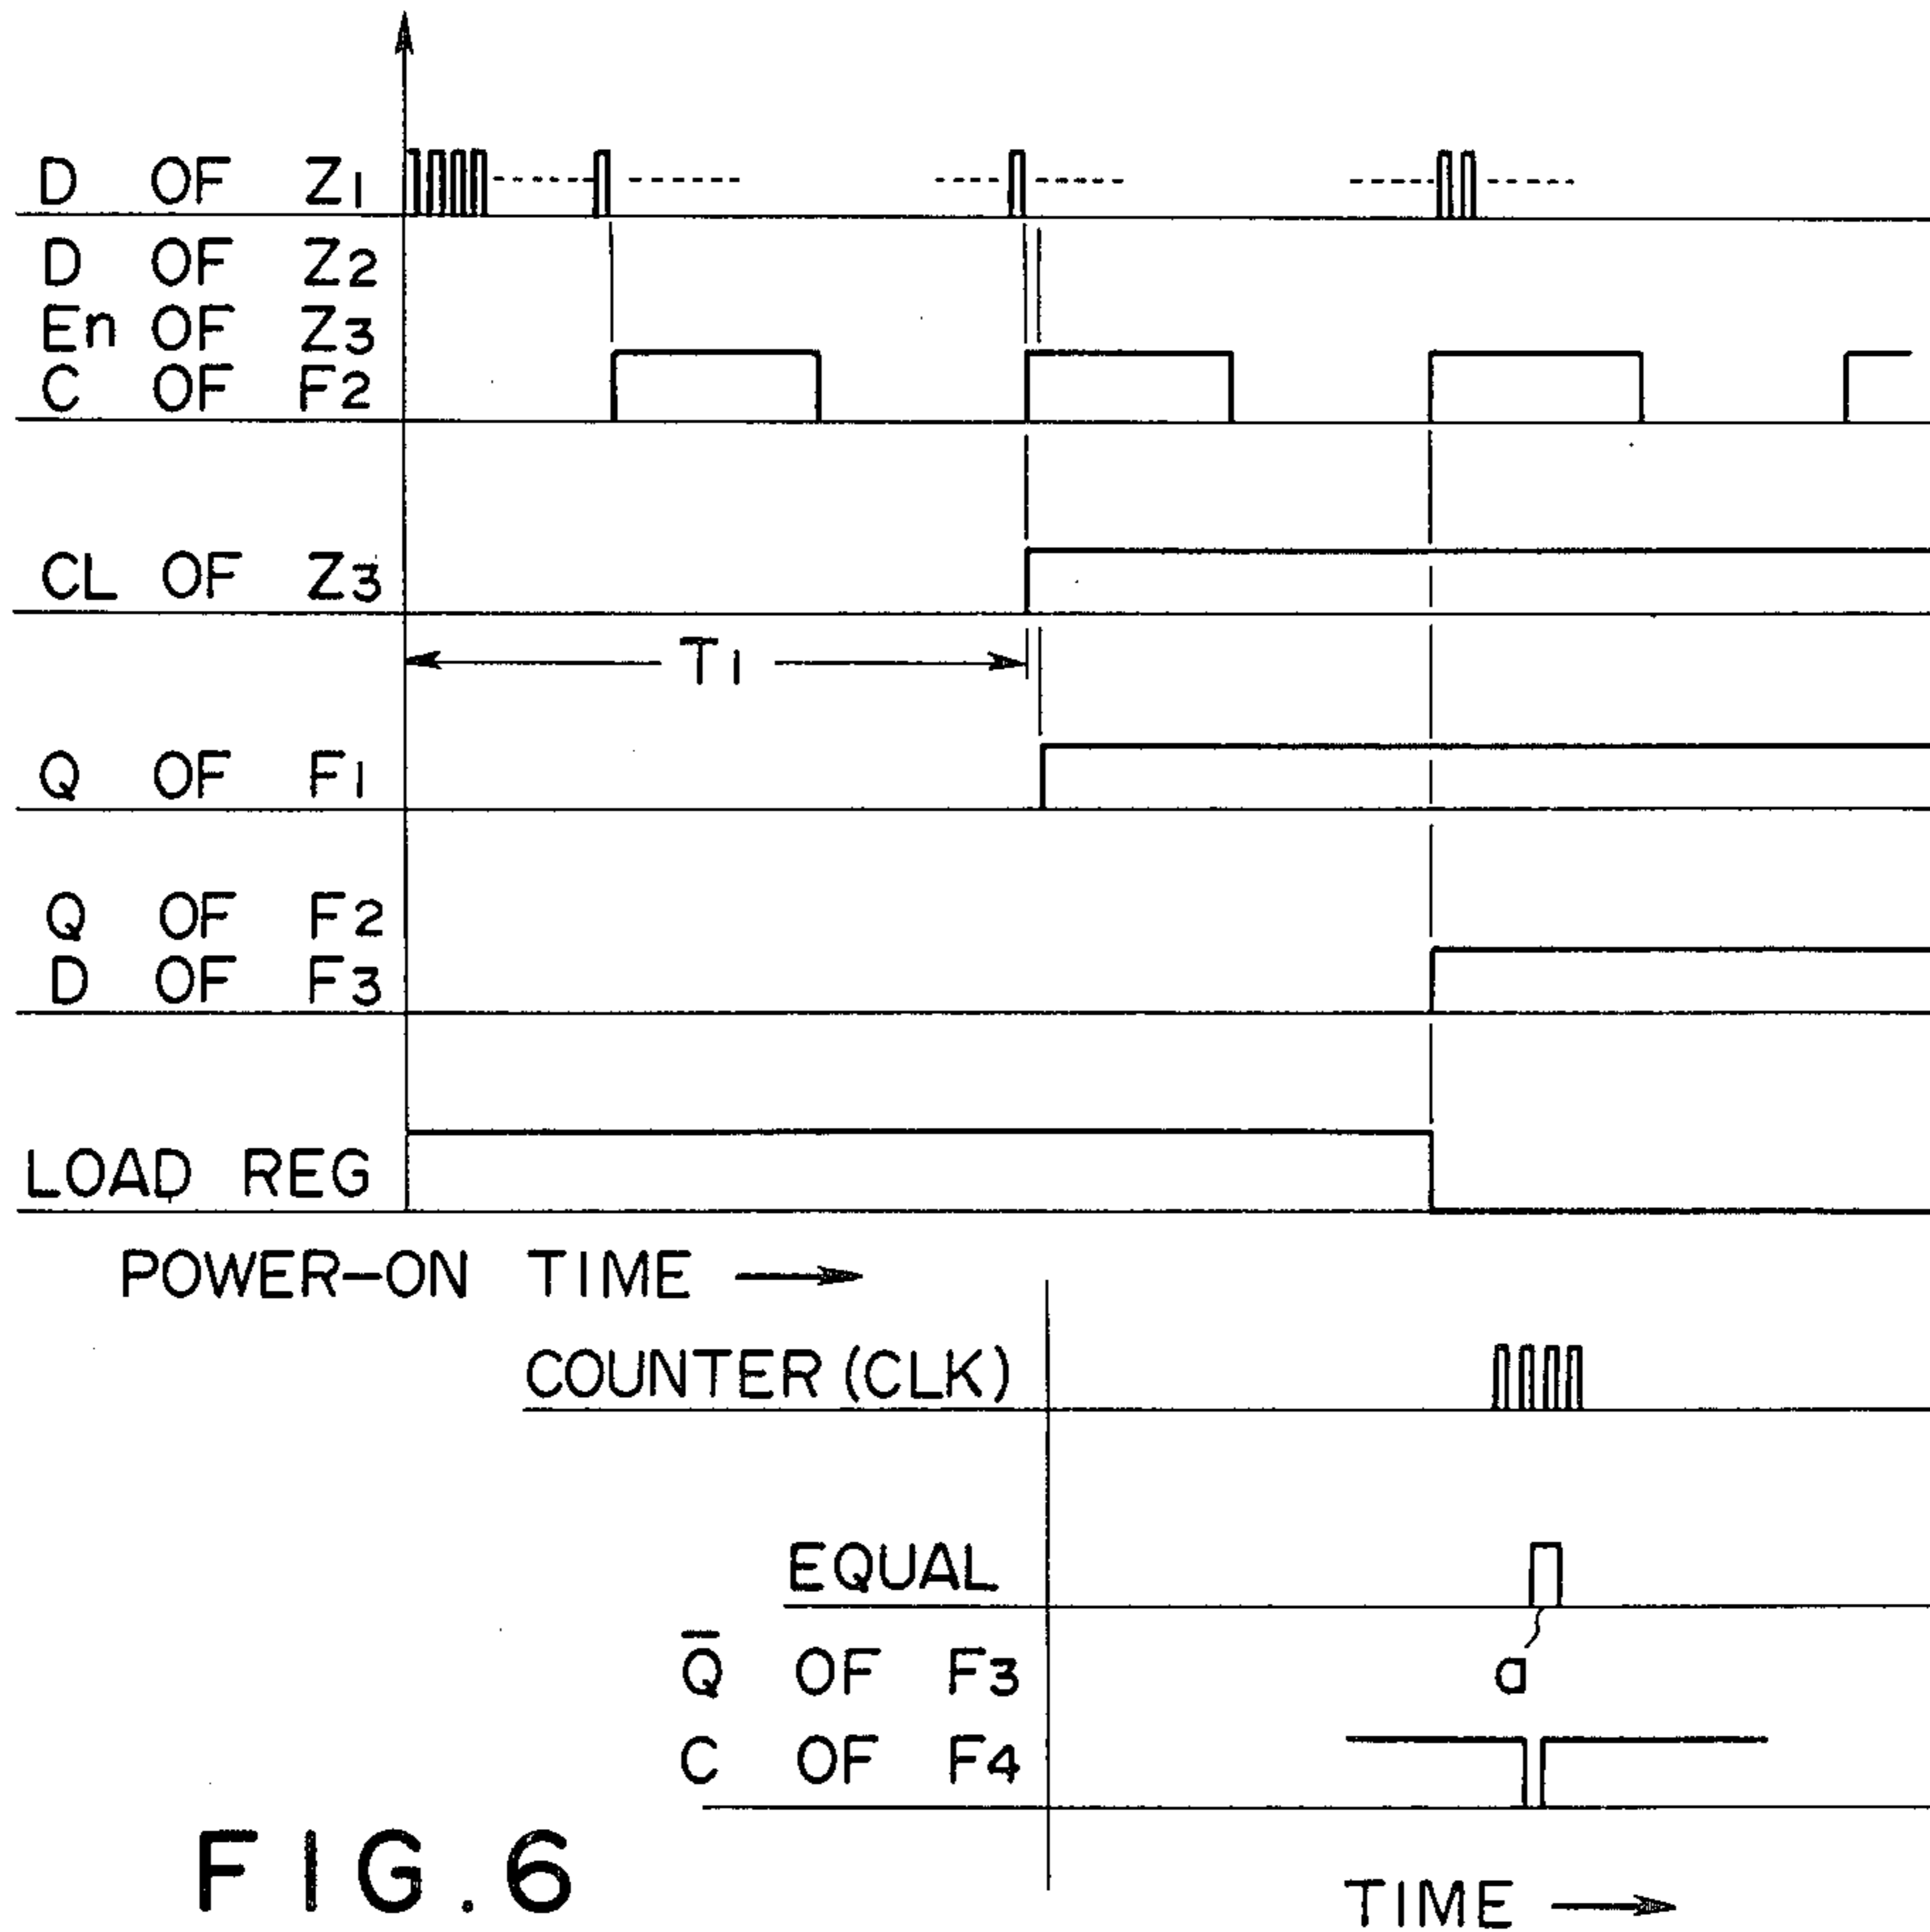 D OF Z1
D OF Z2
En OF Z3
C OF F2
CL OF Z3
T1
Q OF F1
Q OF F2
D OF F3
LOAD REG
POWER-ON TIME
COUNTER (CLK)
EQUAL
a
Q̅ OF F3
C OF F4
TIME
FIG.6